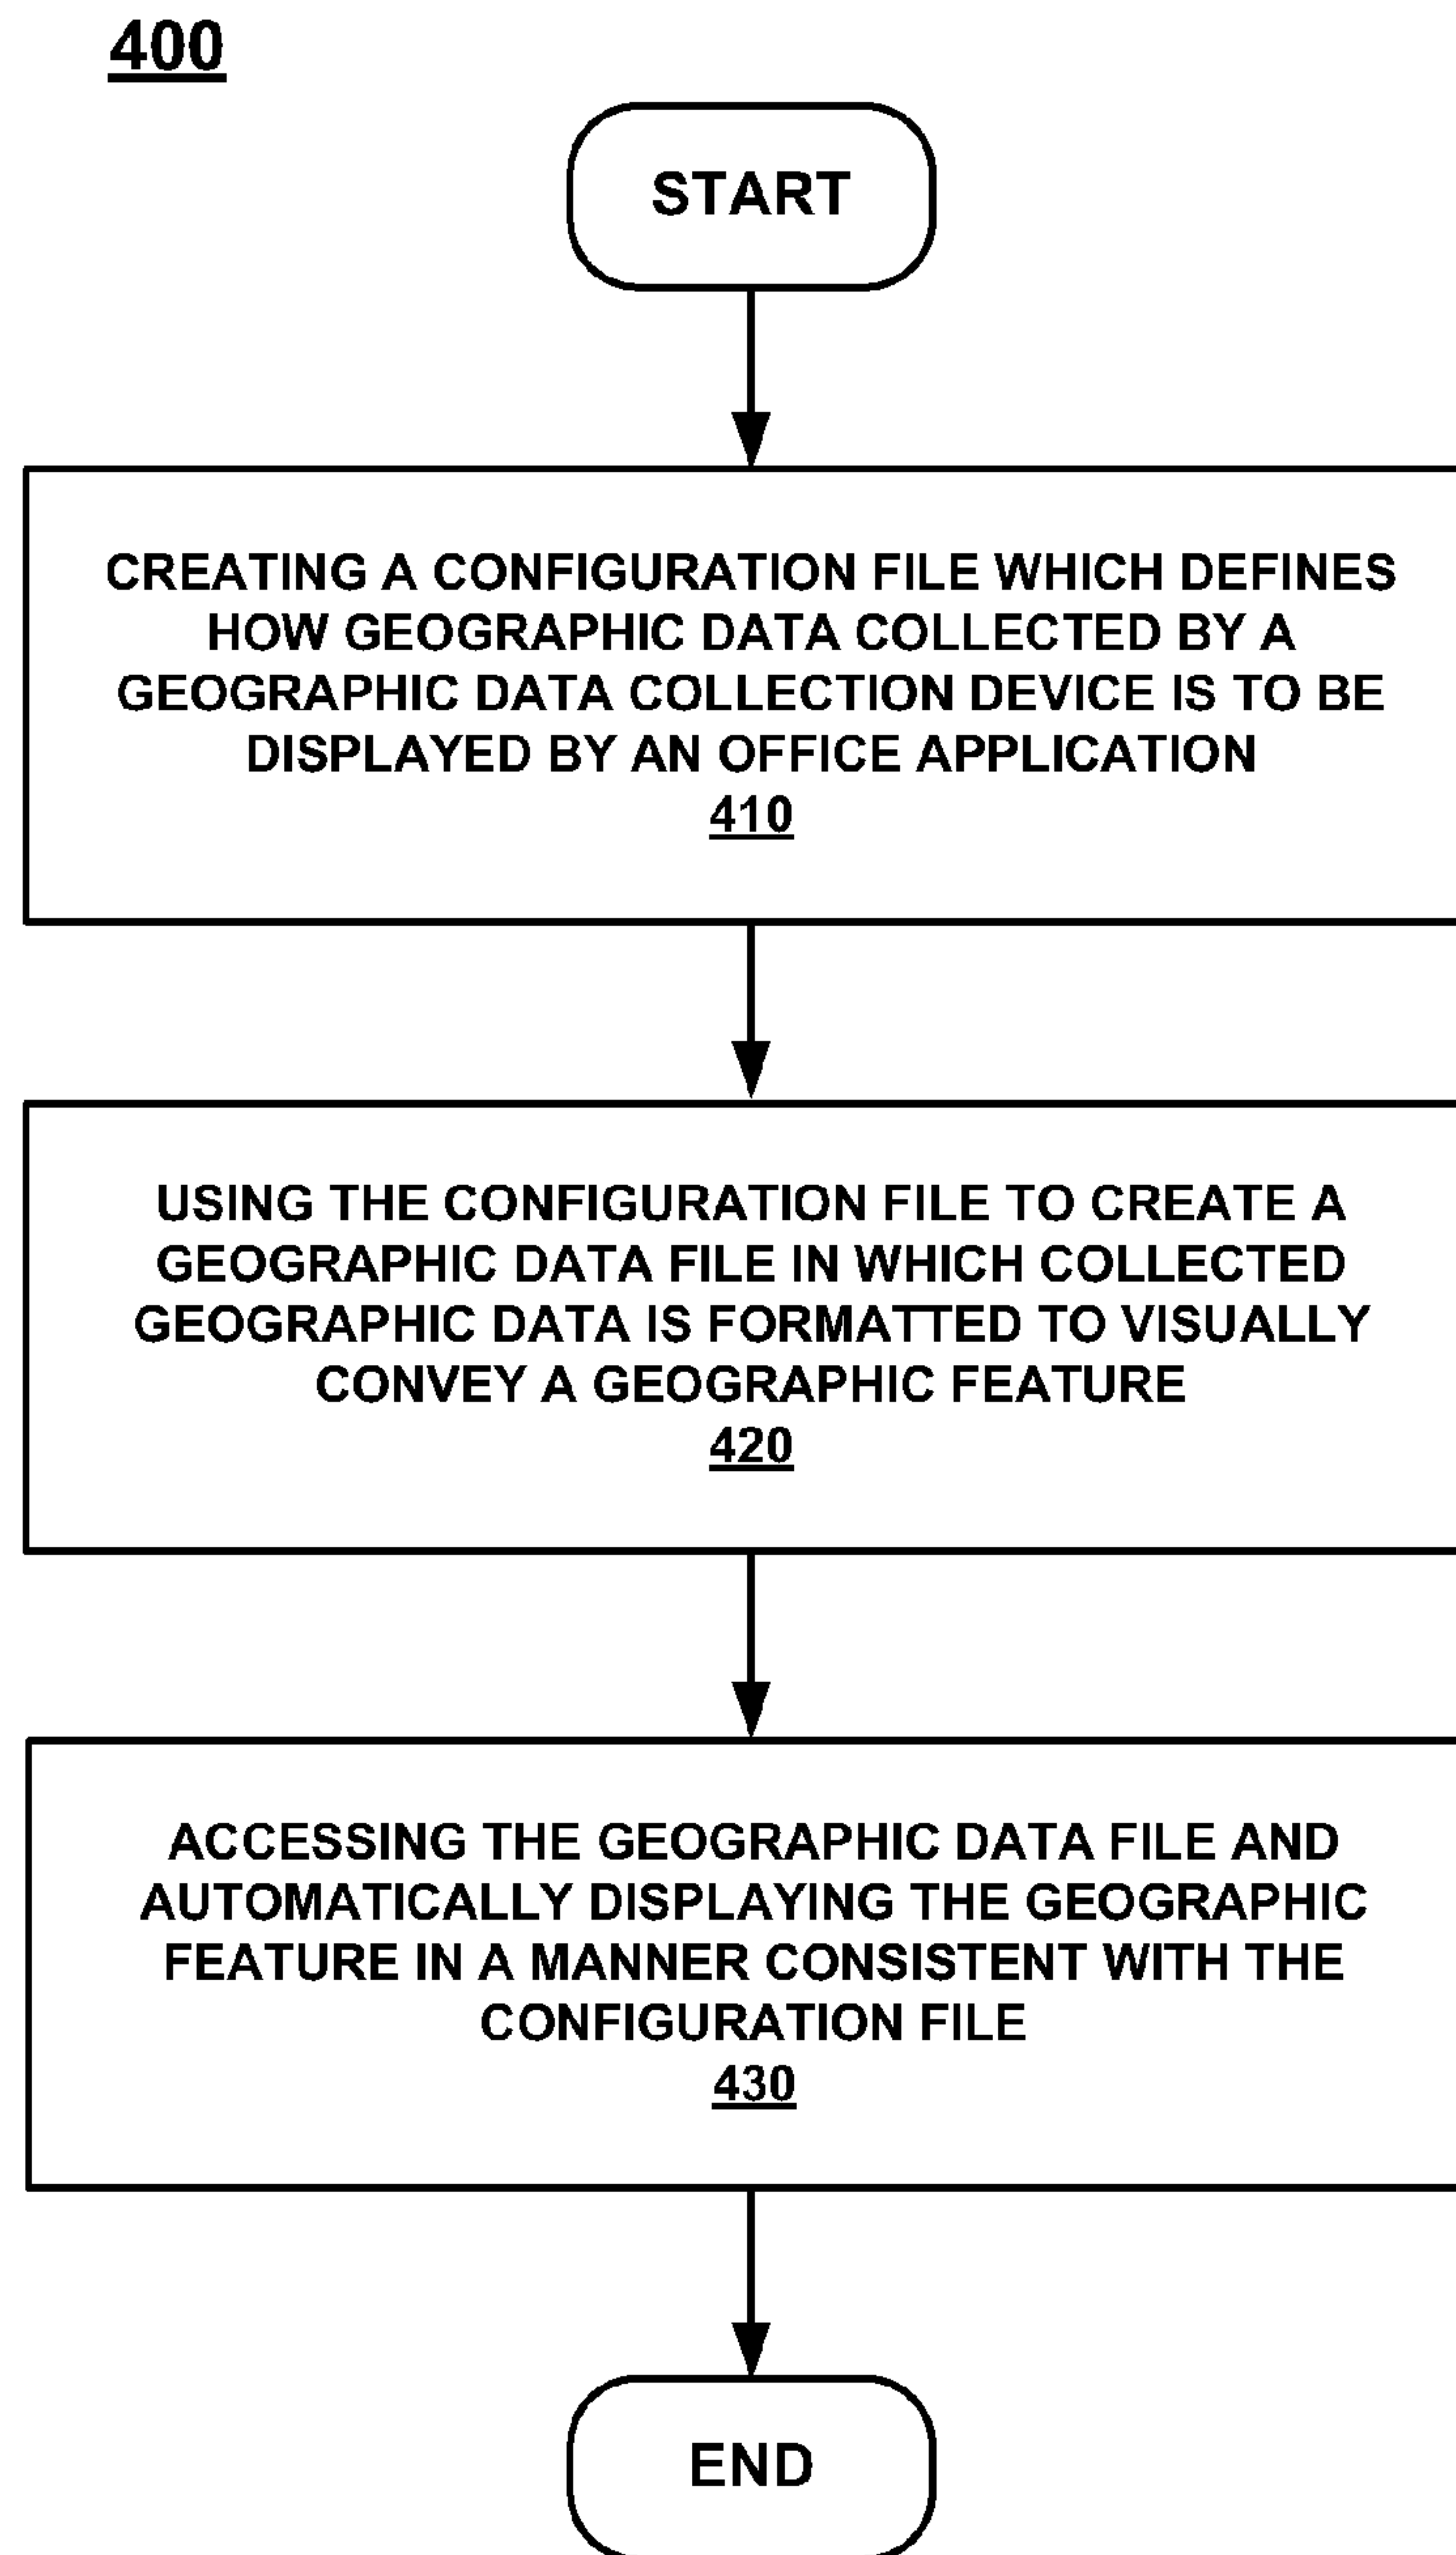 400
START
CREATING A CONFIGURATION FILE WHICH DEFINES
HOW GEOGRAPHIC DATA COLLECTED BY A
GEOGRAPHIC DATA COLLECTION DEVICE IS TO BE
DISPLAYED BY AN OFFICE APPLICATION
410
USING THE CONFIGURATION FILE TO CREATE A
GEOGRAPHIC DATA FILE IN WHICH COLLECTED
GEOGRAPHIC DATA IS FORMATTED TO VISUALLY
CONVEY A GEOGRAPHIC FEATURE
420
ACCESSING THE GEOGRAPHIC DATA FILE AND
AUTOMATICALLY DISPLAYING THE GEOGRAPHIC
FEATURE IN A MANNER CONSISTENT WITH THE
CONFIGURATION FILE
430
END